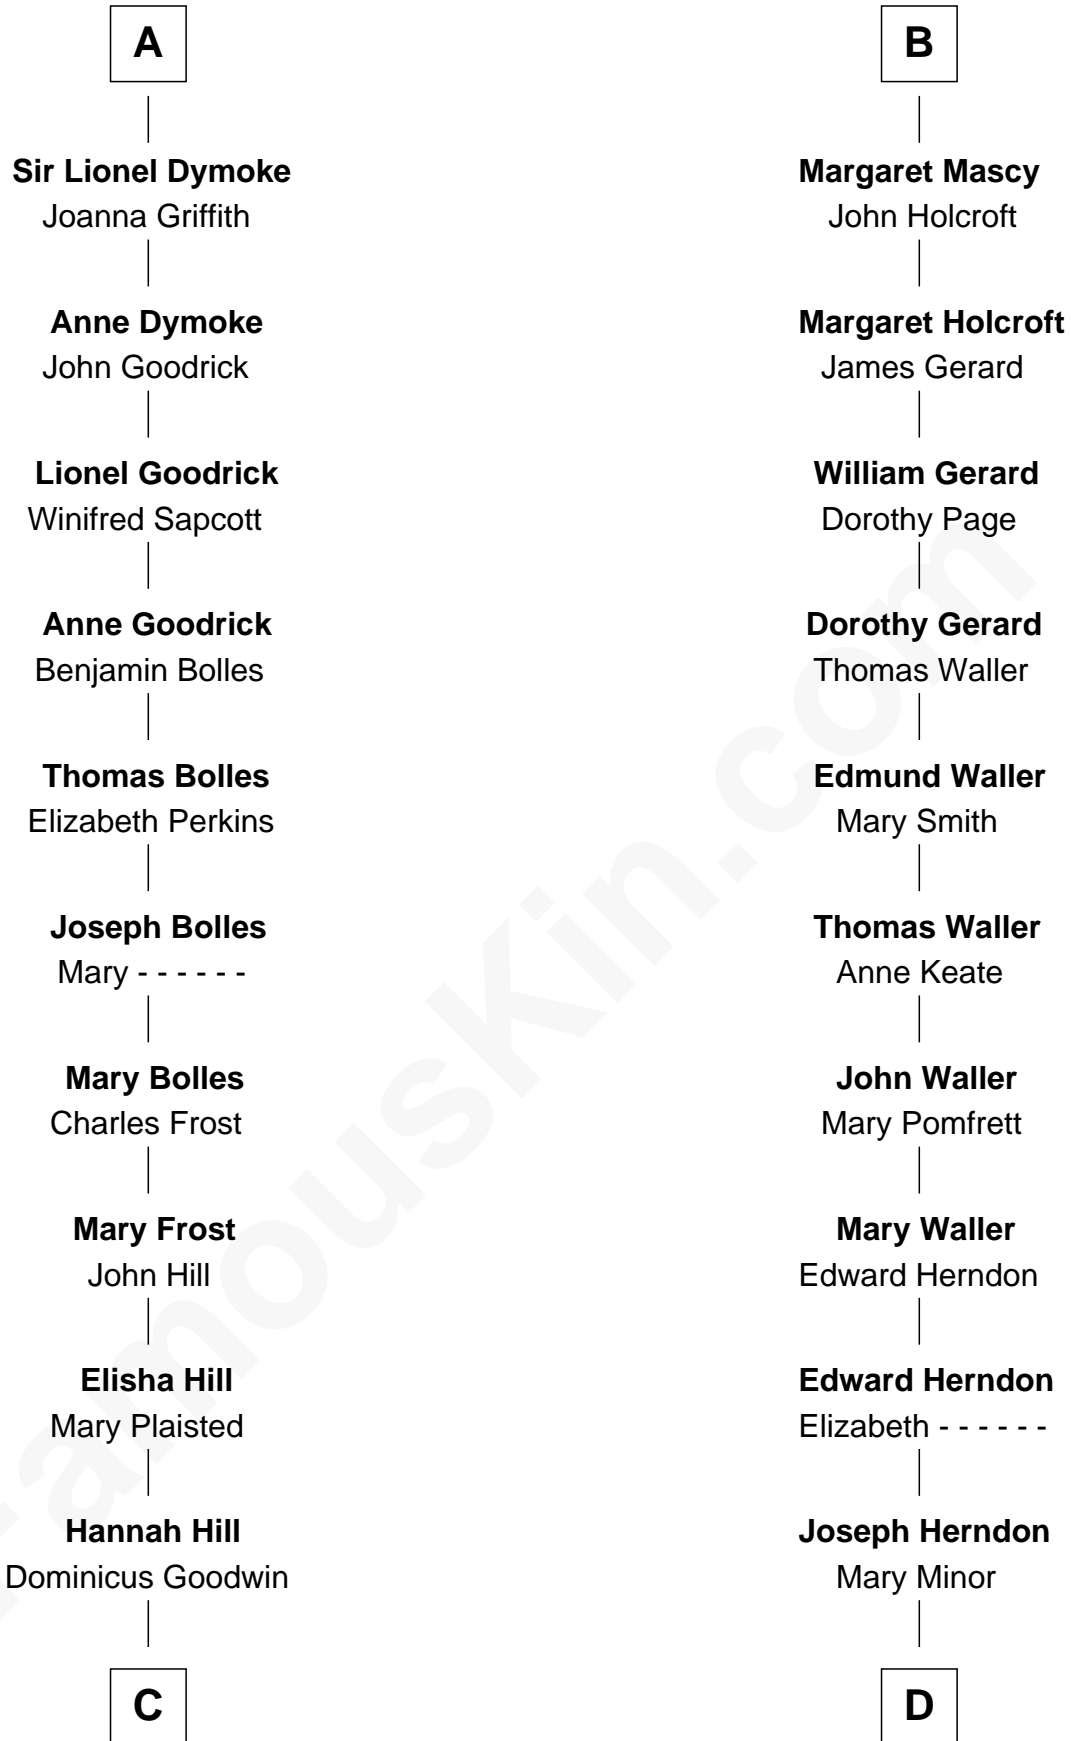 A
Sir Lionel Dymoke
Joanna Griffith
Anne Dymoke
John Goodrick
Lionel Goodrick
Winifred Sapcott
Anne Goodrick
Benjamin Bolles
Thomas Bolles
Elizabeth Perkins
Joseph Bolles
Mary - - - - - -
Mary Bolles
Charles Frost
Mary Frost
John Hill
Elisha Hill
Mary Plaisted
Hannah Hill
Dominicus Goodwin
C
B
Margaret Mascy
John Holcroft
Margaret Holcroft
James Gerard
William Gerard
Dorothy Page
Dorothy Gerard
Thomas Waller
Edmund Waller
Mary Smith
Thomas Waller
Anne Keate
John Waller
Mary Pomfrett
Mary Waller
Edward Herndon
Edward Herndon
Elizabeth - - - - - -
Joseph Herndon
Mary Minor
D
FamousKin.com